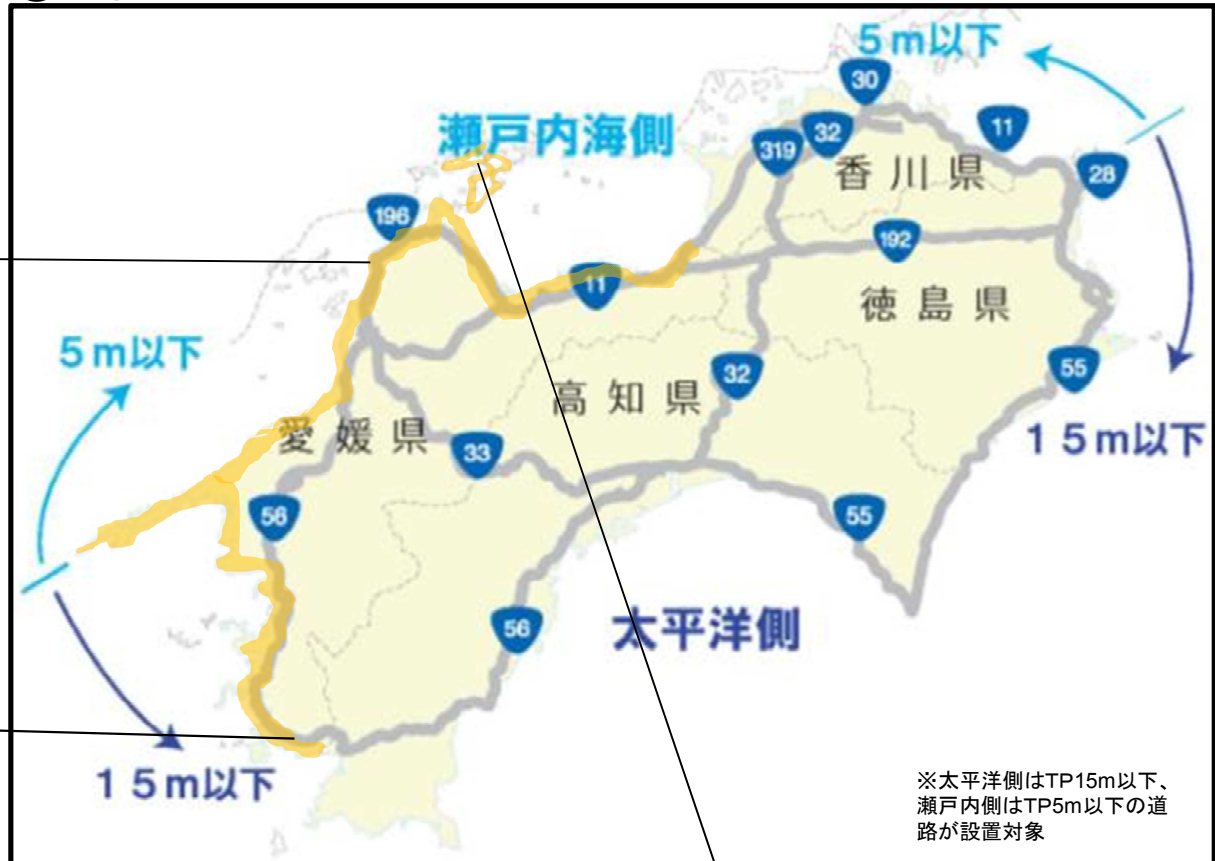 5m以下
30
瀬戸内海側
11
32
319
香川県
28
196
192
11
徳島県
5m以下
32
55
高知県
愛媛県
15m以下
33
56
55
56
太平洋側
15m以下
※太平洋側はTP15m以下、
瀬戸内側はTP5m以下の道
路が設置対象